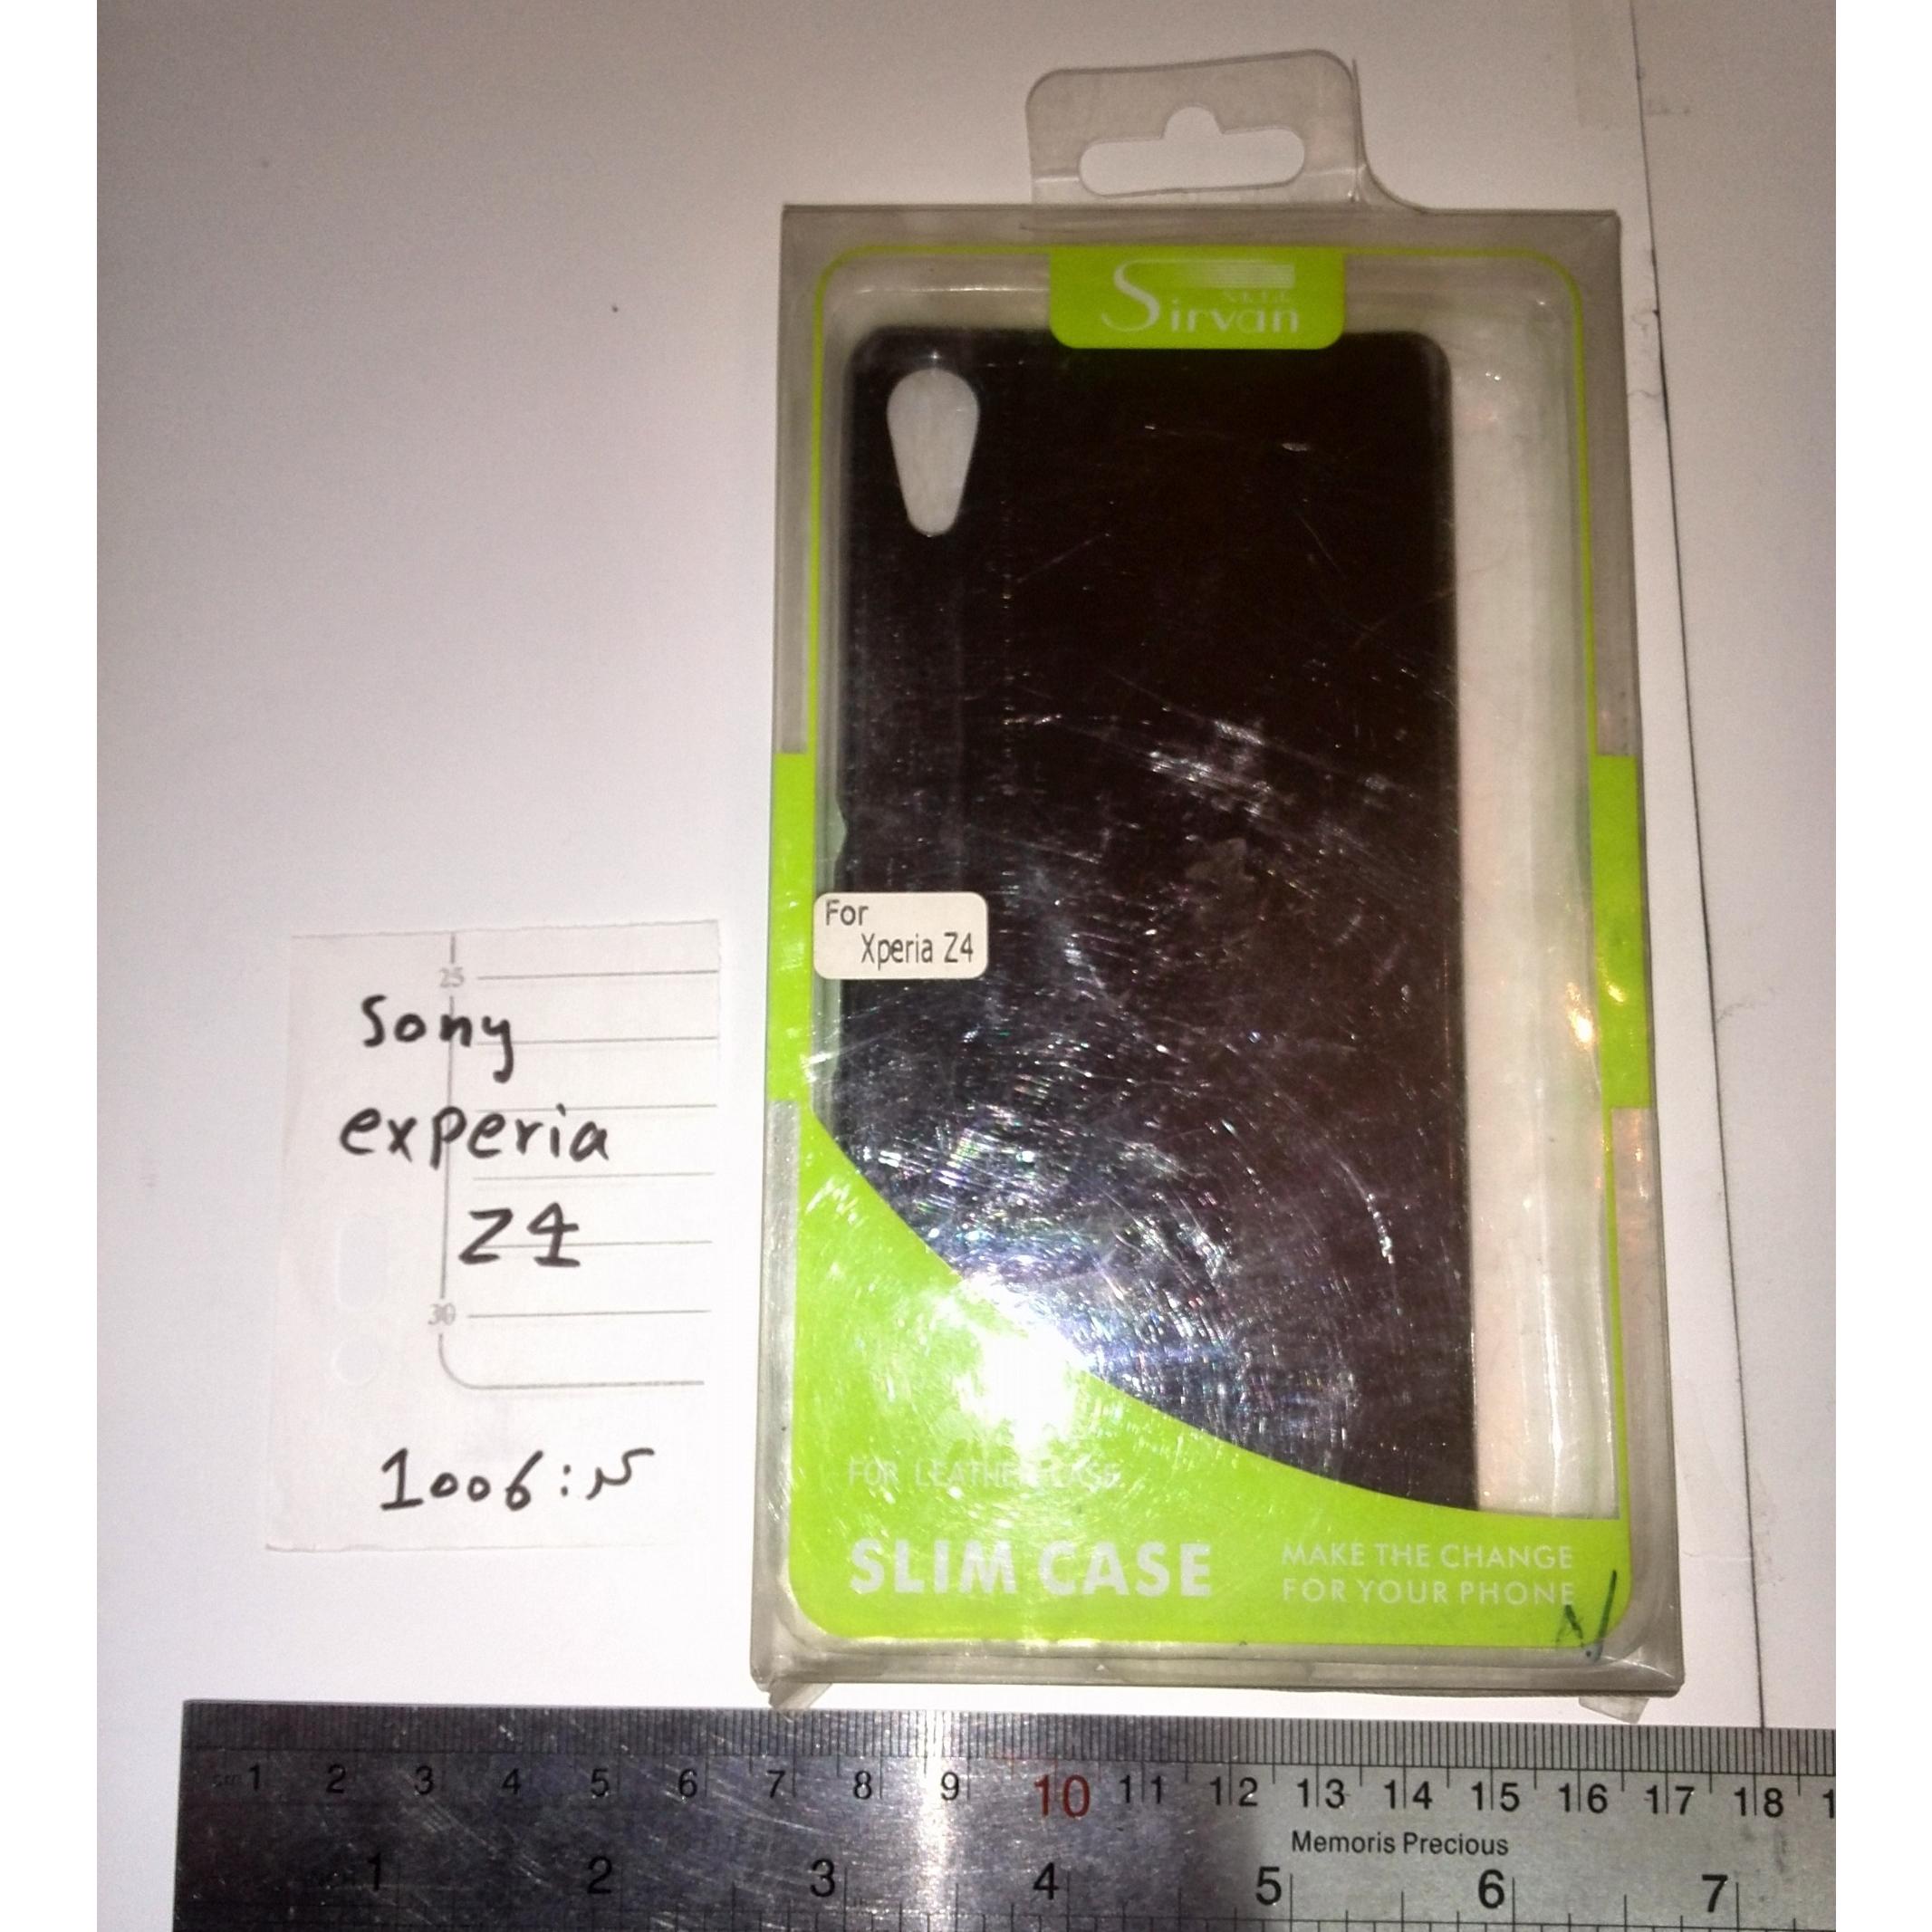 Sirvan
For
Xperia Z4
25
Sony
experia
Z4
30
1006:س
FOR LEATHER CASE
SLIM CASE
MAKE THE CHANGE
FOR YOUR PHONE
cm 1 2 3 4 5 6 7 8 9 10 11 12 13 14 15 16 17 18 1
Memoris Precious
1 2 3 4 5 6 7